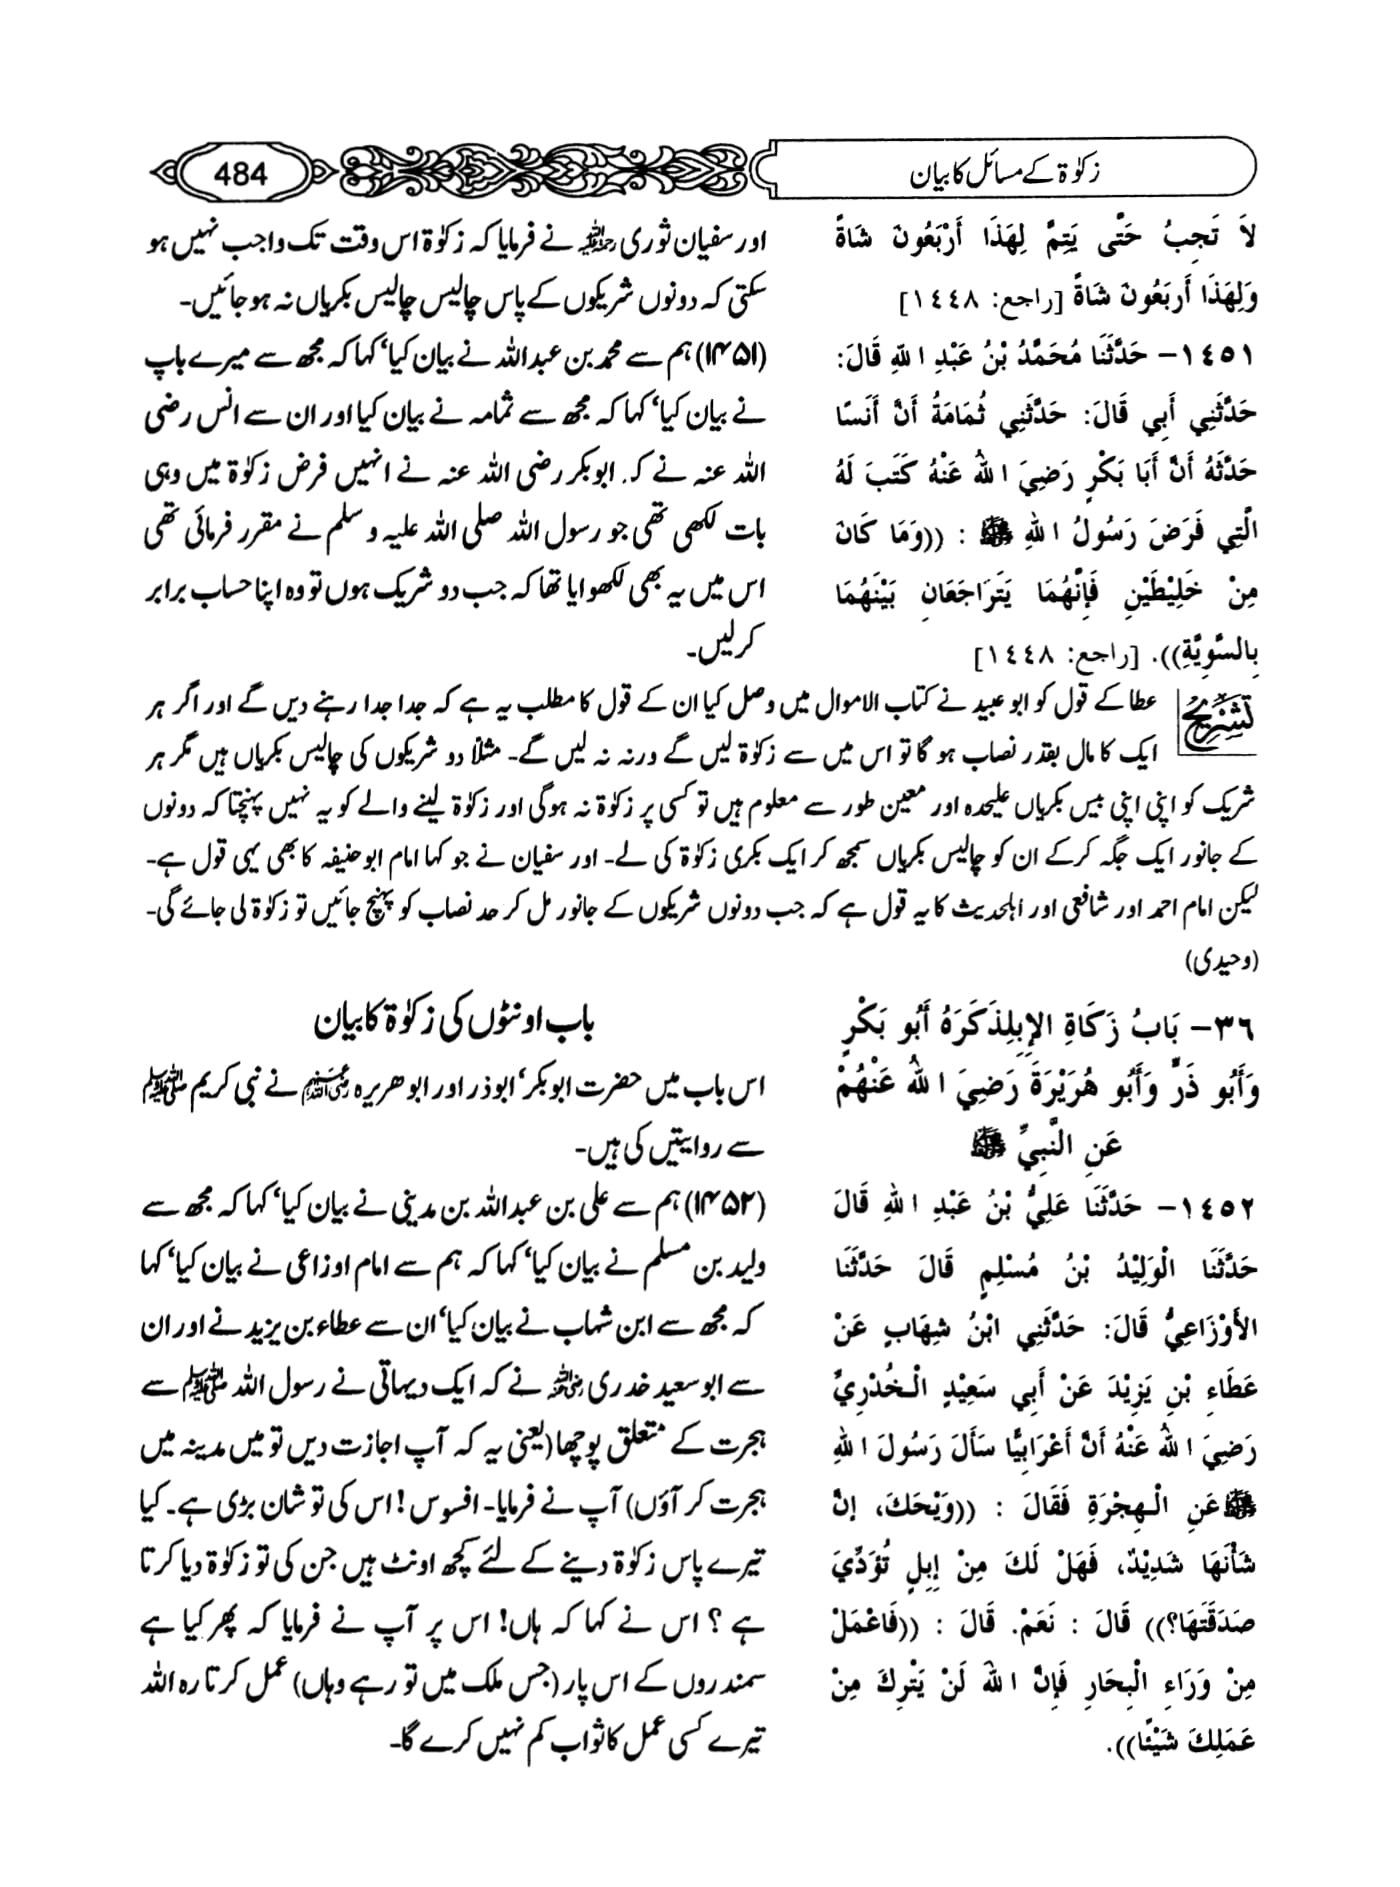 زکوٰۃ کے مسائل کا بیان
484
لاَ تَجِبُ حَتَّى يَتِمَّ لِهَذَا أَرْبَعُونَ شَاةً
وَلِهَذَا أَرْبَعُونَ شَاةً [راجع: ١٤٤٨]
١٤٥١– حَدَّثَنَا مُحَمَّدُ بْنُ عَبْدِ اللهِ قَالَ:
حَدَّثَنِي أَبِي قَالَ: حَدَّثَنِي ثُمَامَةُ أَنَّ أَنَسًا
حَدَّثَهُ أَنَّ أَبَا بَكْرٍ رَضِيَ اللهُ عَنْهُ كَتَبَ لَهُ
الَّتِي فَرَضَ رَسُولُ اللهِ ﷺ : ((وَمَا كَانَ
مِنْ خَلِيْطَيْنِ فَإِنَّهُمَا يَتَرَاجَعَانِ بَيْنَهُمَا
بِالسَّوِيَّةِ)). [راجع: ١٤٤٨]
اور سفیان ثوری رحمہ اللہ نے فرمایا کہ زکوٰۃ اس وقت تک واجب نہیں ہو
سکتی کہ دونوں شریکوں کے پاس چالیس چالیس بکریاں نہ ہو جائیں۔
(۱۴۵۱) ہم سے محمد بن عبداللہ نے بیان کیا‘ کہا کہ مجھ سے میرے باپ
نے بیان کیا‘ کہا کہ مجھ سے ثمامہ نے بیان کیا اور ان سے انس رضی
اللہ عنہ نے کہ ابوبکر رضی اللہ عنہ نے انہیں فرض زکوٰۃ میں وہی
بات لکھی تھی جو رسول اللہ صلی اللہ علیہ و سلم نے مقرر فرمائی تھی
اس میں یہ بھی لکھوایا تھا کہ جب دو شریک ہوں تو وہ اپنا حساب برابر
کر لیں۔
تشریح عطا کے قول کو ابو عبید نے کتاب الاموال میں وصل کیا ان کے قول کا مطلب یہ ہے کہ جدا جدا رہنے دیں گے اور اگر ہر
ایک کا مال بقدر نصاب ہو گا تو اس میں سے زکوٰۃ لیں گے ورنہ نہ لیں گے۔ مثلاً دو شریکوں کی چالیس بکریاں ہیں مگر ہر
شریک کو اپنی اپنی بیس بکریاں علیحدہ اور معین طور سے معلوم ہیں تو کسی پر زکوٰۃ نہ ہوگی اور زکوٰۃ لینے والے کو یہ نہیں پہنچتا کہ دونوں
کے جانور ایک جگہ کرکے ان کو چالیس بکریاں سمجھ کر ایک بکری زکوٰۃ کی لے۔ اور سفیان نے جو کہا امام ابو حنیفہ کا بھی یہی قول ہے۔
لیکن امام احمد اور شافعی اور اہلحدیث کا یہ قول ہے کہ جب دونوں شریکوں کے جانور مل کر حد نصاب کو پہنچ جائیں تو زکوٰۃ لی جائے گی۔
(وحیدی)
٣٦– بَابُ زَكَاةِ الإِبِلِذَكَرَهُ أَبُو بَكْرٍ
وَأَبُو ذَرٍّ وَأَبُو هُرَيْرَةَ رَضِيَ اللهُ عَنْهُمْ
عَنِ النَّبِيِّ ﷺ
١٤٥٢– حَدَّثَنَا عَلِيُّ بْنُ عَبْدِ اللهِ قَالَ
حَدَّثَنَا الْوَلِيْدُ بْنُ مُسْلِمٍ قَالَ حَدَّثَنَا
الأَوْزَاعِيُّ قَالَ: حَدَّثَنِي ابْنُ شِهَابٍ عَنْ
عَطَاءِ بْنِ يَزِيْدَ عَنْ أَبِي سَعِيْدٍ الْخُدْرِيِّ
رَضِيَ اللهُ عَنْهُ أَنَّ أَعْرَابِيًّا سَأَلَ رَسُولَ اللهِ
ﷺ عَنِ الْهِجْرَةِ فَقَالَ : ((وَيْحَكَ، إِنَّ
شَأْنَهَا شَدِيْدٌ، فَهَلْ لَكَ مِنْ إِبِلٍ تُؤَدِّيَ
صَدَقَتَهَا؟)) قَالَ : نَعَمْ. قَالَ : ((فَاعْمَلْ
مِنْ وَرَاءِ الْبِحَارِ فَإِنَّ اللهَ لَنْ يَتْرِكَ مِنْ
عَمَلِكَ شَيْئًا)).
باب اونٹوں کی زکوٰۃ کا بیان
اس باب میں حضرت ابوبکر‘ ابوذر اور ابو ہریرہ رضی اللہ عنہم نے نبی کریم ﷺ
سے روایتیں کی ہیں۔
(۱۴۵۲) ہم سے علی بن عبداللہ بن مدینی نے بیان کیا‘ کہا کہ مجھ سے
ولید بن مسلم نے بیان کیا‘ کہا کہ ہم سے امام اوزاعی نے بیان کیا‘ کہا
کہ مجھ سے ابن شہاب نے بیان کیا‘ ان سے عطاء بن یزید نے اور ان
سے ابو سعید خدری رضی اللہ عنہ نے کہ ایک دیہاتی نے رسول اللہ ﷺ سے
ہجرت کے متعلق پوچھا (یعنی یہ کہ آپ اجازت دیں تو میں مدینہ میں
ہجرت کر آؤں) آپ نے فرمایا۔ افسوس! اس کی تو شان بڑی ہے۔ کیا
تیرے پاس زکوٰۃ دینے کے لئے کچھ اونٹ ہیں جن کی تو زکوٰۃ دیا کرتا
ہے؟ اس نے کہا کہ ہاں! اس پر آپ نے فرمایا کہ پھر کیا ہے
سمندروں کے اس پار (جس ملک میں تو رہے وہاں) عمل کرتا رہ اللہ
تیرے کسی عمل کا ثواب کم نہیں کرے گا۔